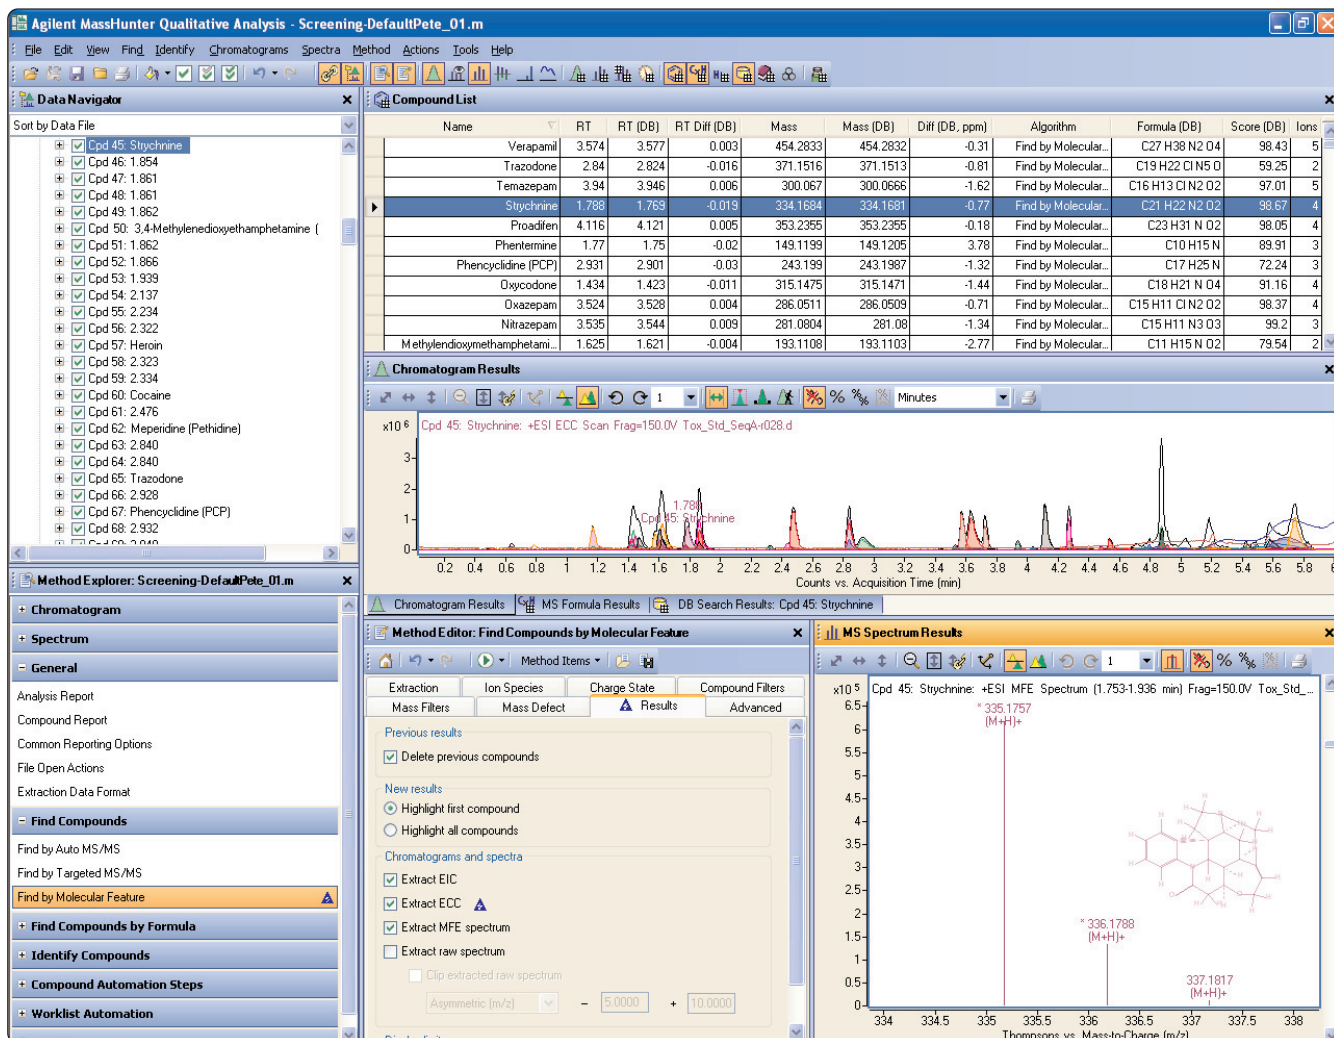 Agilent MassHunter Qualitative Analysis - Screening-DefaultPete_01.m
File Edit View Find Identify Chromatograms Spectra Method Actions Tools Help
Data Navigator
Sort by Data File
Cpd 45: Strychnine
Cpd 46: 1.854
Cpd 47: 1.861
Cpd 48: 1.861
Cpd 49: 1.862
Cpd 50: 3,4-Methylenedioxyethamphetamine (
Cpd 51: 1.862
Cpd 52: 1.866
Cpd 53: 1.939
Cpd 54: 2.137
Cpd 55: 2.234
Cpd 56: 2.322
Cpd 57: Heroin
Cpd 58: 2.323
Cpd 59: 2.334
Cpd 60: Cocaine
Cpd 61: 2.476
Cpd 62: Meperidine (Pethidine)
Cpd 63: 2.840
Cpd 64: 2.840
Cpd 65: Trazodone
Cpd 66: 2.928
Cpd 67: Phencyclidine (PCP)
Cpd 68: 2.932
Compound List
Name RT RT (DB) RT Diff (DB) Mass Mass (DB) Diff (DB, ppm) Algorithm Formula (DB) Score (DB) Ions
Verapamil 3.574 3.577 0.003 454.2833 454.2832 -0.31 Find by Molecular... C27 H38 N2 O4 98.43 5
Trazodone 2.84 2.824 -0.016 371.1516 371.1513 -0.81 Find by Molecular... C19 H22 Cl N5 O 59.25 2
Temazepam 3.94 3.946 0.006 300.067 300.0666 -1.62 Find by Molecular... C16 H13 Cl N2 O2 97.01 5
Strychnine 1.788 1.769 -0.019 334.1684 334.1681 -0.77 Find by Molecular... C21 H22 N2 O2 98.67 4
Proadifen 4.116 4.121 0.005 353.2355 353.2355 -0.18 Find by Molecular... C23 H31 N O2 98.05 4
Phentermine 1.77 1.75 -0.02 149.1199 149.1205 3.78 Find by Molecular... C10 H15 N 89.91 3
Phencyclidine (PCP) 2.931 2.901 -0.03 243.199 243.1987 -1.32 Find by Molecular... C17 H25 N 72.24 3
Oxycodone 1.434 1.423 -0.011 315.1475 315.1471 -1.44 Find by Molecular... C18 H21 N O4 91.16 4
Oxazepam 3.524 3.528 0.004 286.0511 286.0509 -0.71 Find by Molecular... C15 H11 Cl N2 O2 98.37 4
Nitrazepam 3.535 3.544 0.009 281.0804 281.08 -1.34 Find by Molecular... C15 H11 N3 O3 99.2 3
Methylendioxymethamphetami... 1.625 1.621 -0.004 193.1108 193.1103 -2.77 Find by Molecular... C11 H15 N O2 79.54 2
Chromatogram Results
1 Minutes
x10 6 Cpd 45: Strychnine: +ESI ECC Scan Frag=150.0V Tox_Std_SeqA-r028.d
3
2
1
0
1.788
Cpd 45: Strychnine
0.2 0.4 0.6 0.8 1 1.2 1.4 1.6 1.8 2 2.2 2.4 2.6 2.8 3 3.2 3.4 3.6 3.8 4 4.2 4.4 4.6 4.8 5 5.2 5.4 5.6 5.8
Counts vs. Acquisition Time (min)
Chromatogram Results MS Formula Results DB Search Results: Cpd 45: Strychnine
Method Explorer: Screening-DefaultPete_01.m
+ Chromatogram
+ Spectrum
- General
Analysis Report
Compound Report
Common Reporting Options
File Open Actions
Extraction Data Format
- Find Compounds
Find by Auto MS/MS
Find by Targeted MS/MS
Find by Molecular Feature
+ Find Compounds by Formula
+ Identify Compounds
+ Compound Automation Steps
+ Worklist Automation
Method Editor: Find Compounds by Molecular Feature
Method Items
Extraction Ion Species Charge State Compound Filters
Mass Filters Mass Defect Results Advanced
Previous results
Delete previous compounds
New results
Highlight first compound
Highlight all compounds
Chromatograms and spectra
Extract EIC
Extract ECC
Extract MFE spectrum
Extract raw spectrum
Clip extracted raw spectrum
Asymmetric (m/z) - 5.0000 + 10.0000
MS Spectrum Results
1
x10 5 Cpd 45: Strychnine: +ESI MFE Spectrum (1.753-1.936 min) Frag=150.0V Tox_Std_...
6.5
6
5.5
5
4.5
4
3.5
3
2.5
2
1.5
1
0.5
0
* 335.1757
(M+H)+
* 336.1788
(M+H)+
337.1817
(M+H)+
334 334.5 335 335.5 336 336.5 337 337.5 338
Thompsons vs. Mass-to-Charge (m/z)